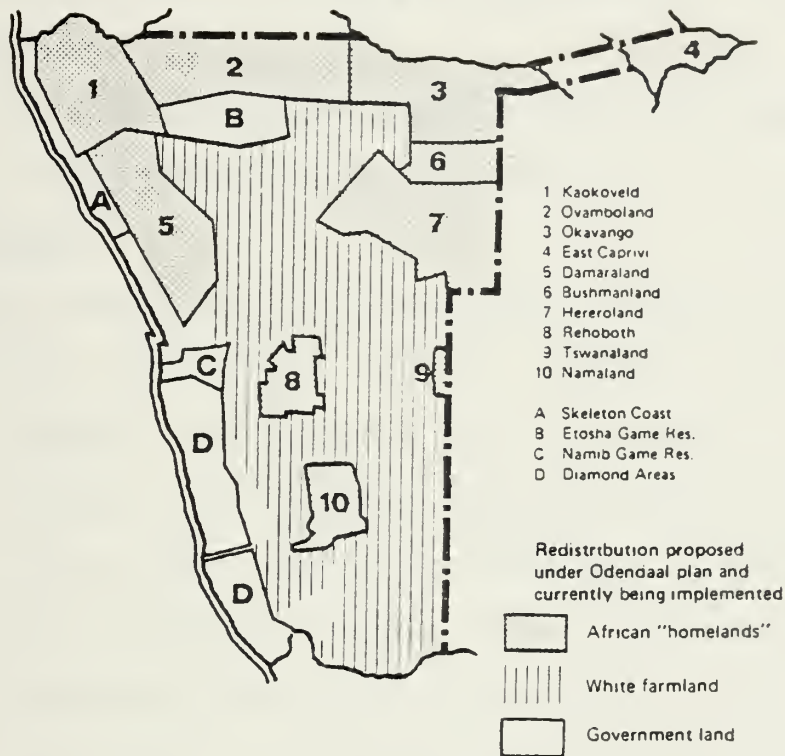 1
2
3
4
B
6
A
5
7
C
8
9
D
10
D
1 Kaokoveld
2 Ovamboland
3 Okavango
4 East Caprivi
5 Damaraland
6 Bushmanland
7 Hereroland
8 Rehoboth
9 Tswanaland
10 Namaland
A Skeleton Coast
B Etosha Game Res.
C Namib Game Res.
D Diamond Areas
Redistribution proposed
under Odendaal plan and
currently being implemented
African "homelands"
White farmland
Government land